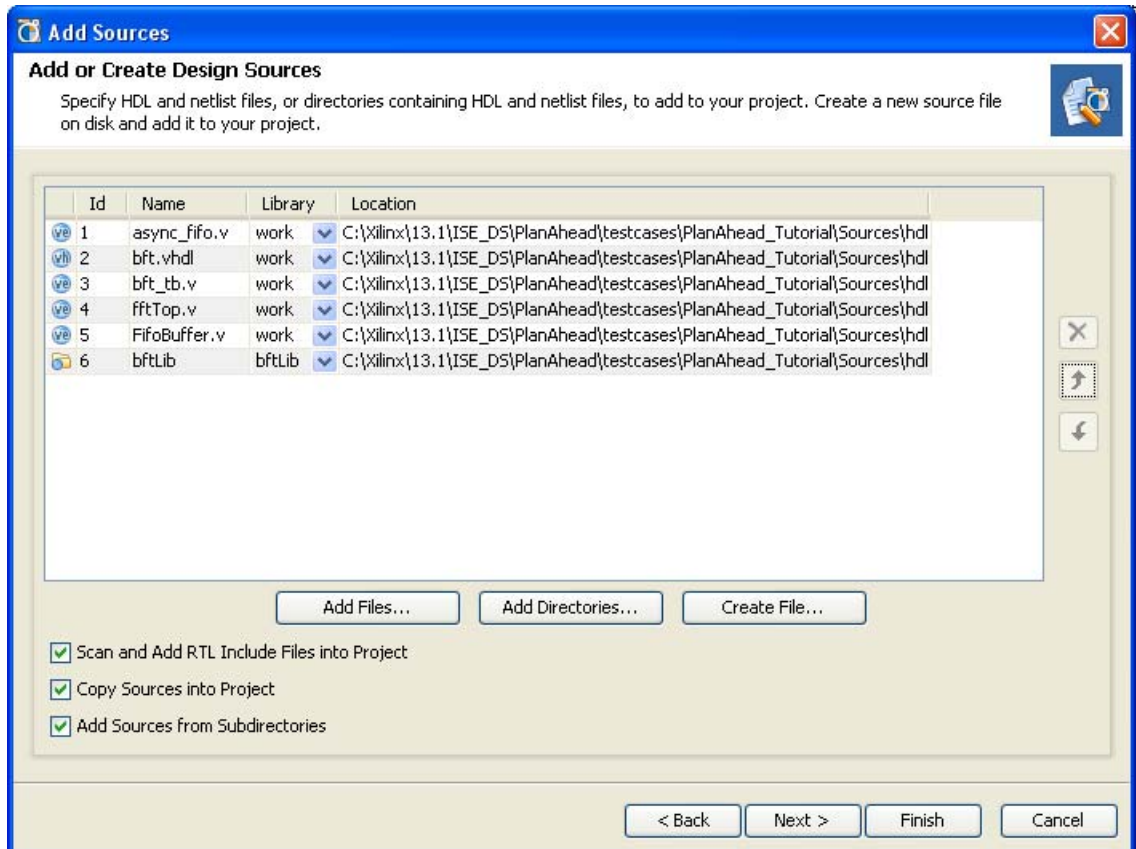 Add Sources
Add or Create Design Sources
Specify HDL and netlist files, or directories containing HDL and netlist files, to add to your project. Create a new source file
on disk and add it to your project.
Id Name Library Location
ve 1 async_fifo.v work C:\Xilinx\13.1\ISE_DS\PlanAhead\testcases\PlanAhead_Tutorial\Sources\hdl
vh 2 bft.vhdl work C:\Xilinx\13.1\ISE_DS\PlanAhead\testcases\PlanAhead_Tutorial\Sources\hdl
ve 3 bft_tb.v work C:\Xilinx\13.1\ISE_DS\PlanAhead\testcases\PlanAhead_Tutorial\Sources\hdl
ve 4 fftTop.v work C:\Xilinx\13.1\ISE_DS\PlanAhead\testcases\PlanAhead_Tutorial\Sources\hdl
ve 5 FifoBuffer.v work C:\Xilinx\13.1\ISE_DS\PlanAhead\testcases\PlanAhead_Tutorial\Sources\hdl
6 bftLib bftLib C:\Xilinx\13.1\ISE_DS\PlanAhead\testcases\PlanAhead_Tutorial\Sources\hdl
Add Files... Add Directories... Create File...
Scan and Add RTL Include Files into Project
Copy Sources into Project
Add Sources from Subdirectories
< Back Next > Finish Cancel